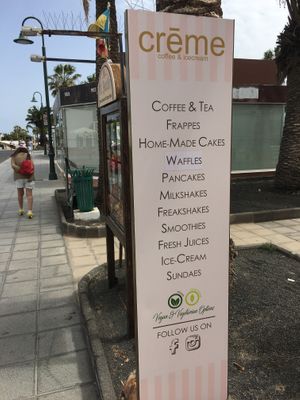 crēme
coffee & icecream
COFFEE & TEA
FRAPPES
HOME-MADE CAKES
WAFFLES
PANCAKES
MILKSHAKES
FREAKSHAKES
SMOOTHIES
FRESH JUICES
ICE-CREAM
SUNDAES
Vegan & Vegetarian Options
FOLLOW US ON